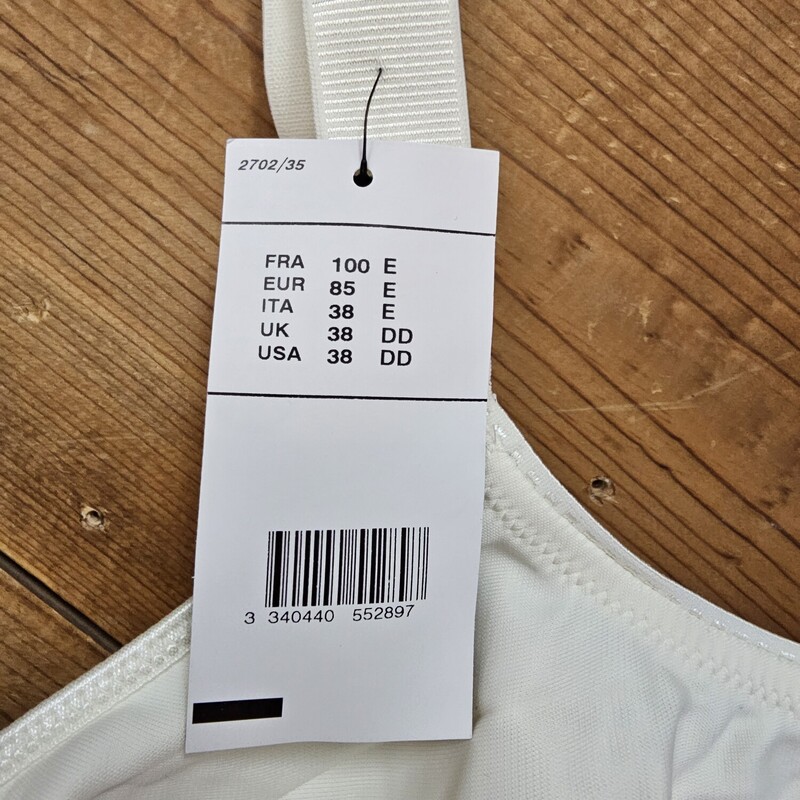 2702/35
FRA 100 E
EUR 85 E
ITA 38 E
UK 38 DD
USA 38 DD
3 340440 552897